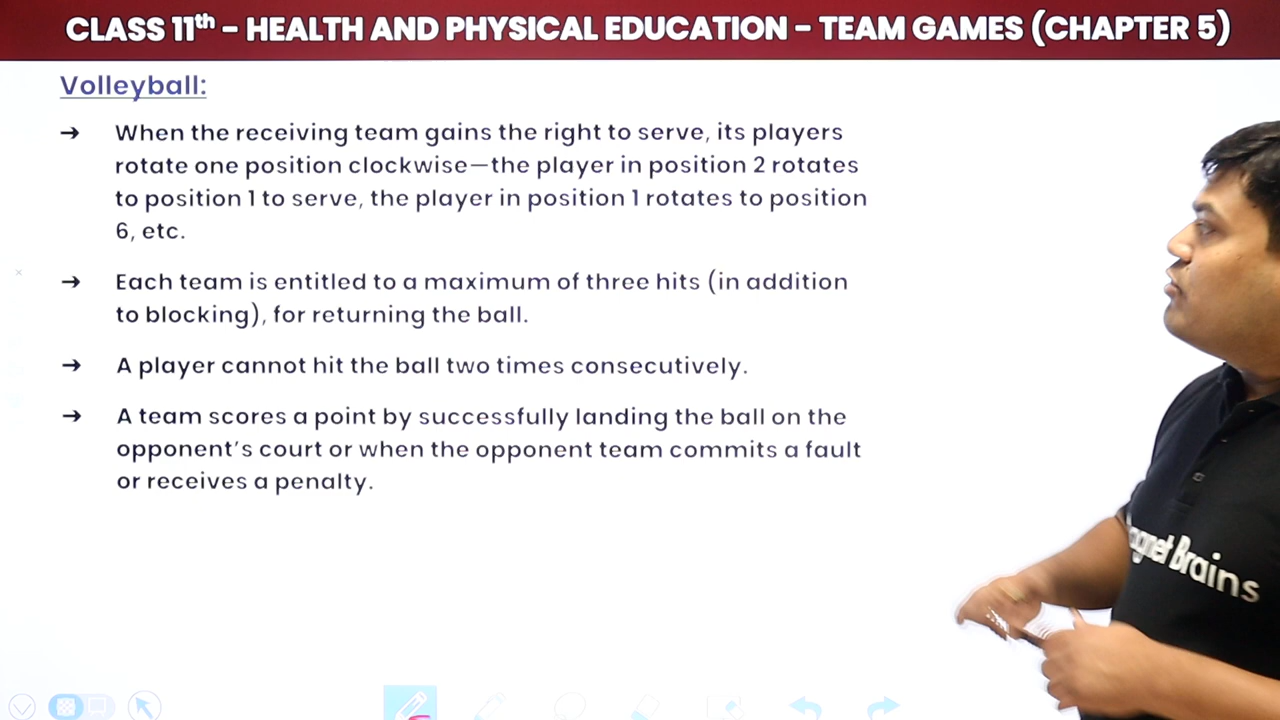 CLASS 11th – HEALTH AND PHYSICAL EDUCATION – TEAM GAMES (CHAPTER 5)
Volleyball:
➔ When the receiving team gains the right to serve, its players
rotate one position clockwise—the player in position 2 rotates
to position 1 to serve, the player in position 1 rotates to position
6, etc.
➔ Each team is entitled to a maximum of three hits (in addition
to blocking), for returning the ball.
➔ A player cannot hit the ball two times consecutively.
➔ A team scores a point by successfully landing the ball on the
opponent's court or when the opponent team commits a fault
or receives a penalty.
agnet Brains